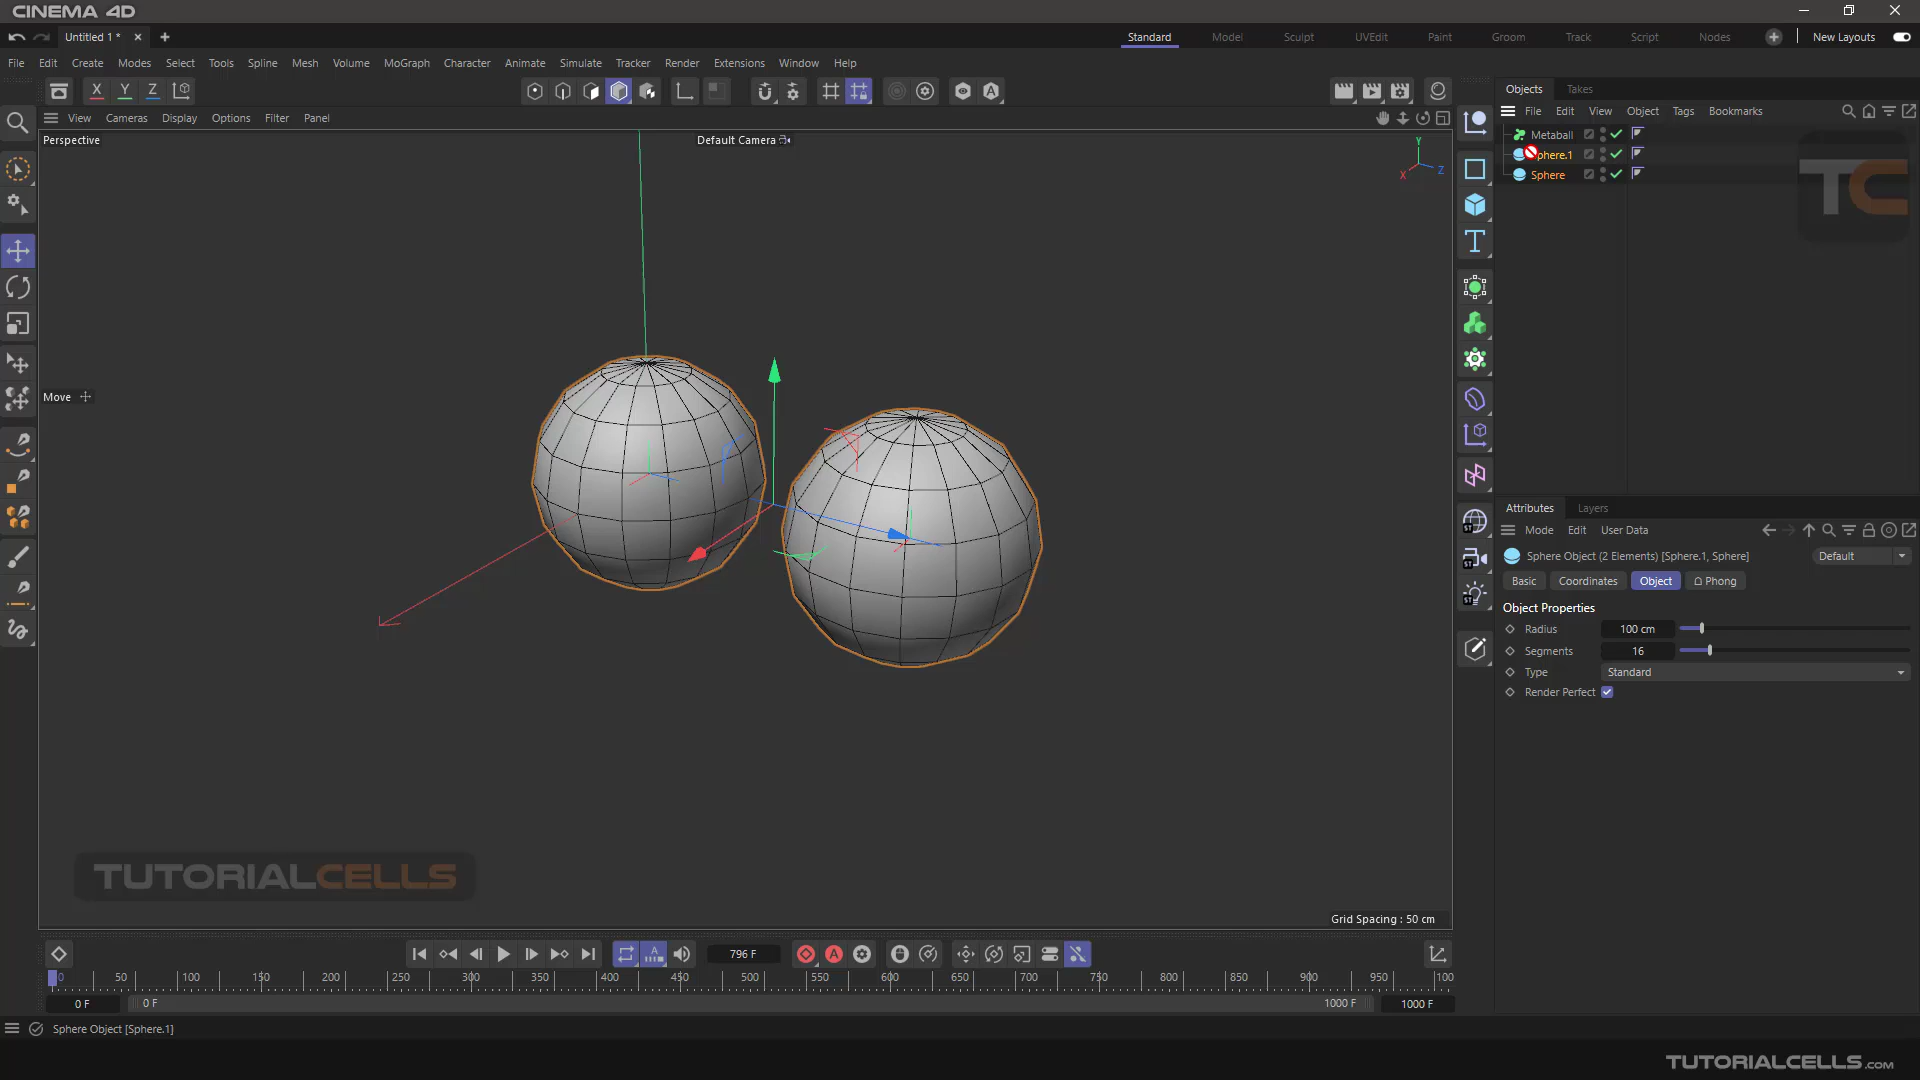 CINEMA 4D
Untitled 1 *
Standard
Model
Sculpt
UVEdit
Paint
Groom
Track
Script
Nodes
New Layouts
File Edit Create Modes Select Tools Spline Mesh Volume MoGraph Character Animate Simulate Tracker Render Extensions Window Help
X Y Z
View Cameras Display Options Filter Panel
Perspective
Default Camera
Y
X
Z
Move
TUTORIALCELLS
Grid Spacing : 50 cm
Objects Takes
File Edit View Object Tags Bookmarks
Metaball
phere.1
Sphere
TC
Attributes Layers
Mode Edit User Data
Sphere Object (2 Elements) [Sphere.1, Sphere]
Default
Basic Coordinates Object Phong
Object Properties
Radius 100 cm
Segments 16
Type Standard
Render Perfect
796 F
0 50 100 150 200 250 300 350 400 450 500 550 600 650 700 750 800 850 900 950 100
0 F 0 F 1000 F 1000 F
Sphere Object [Sphere.1]
TUTORIALCELLS.com